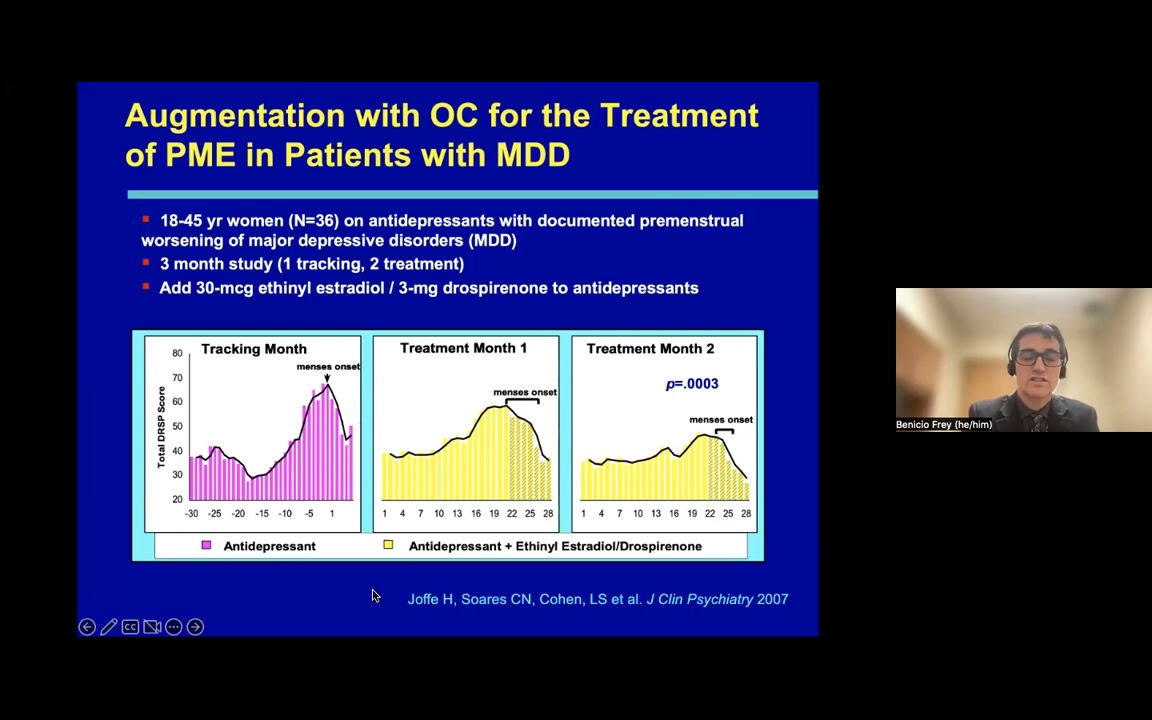 Augmentation with OC for the Treatment
of PME in Patients with MDD
▪ 18-45 yr women (N=36) on antidepressants with documented premenstrual
worsening of major depressive disorders (MDD)
▪ 3 month study (1 tracking, 2 treatment)
▪ Add 30-mcg ethinyl estradiol / 3-mg drospirenone to antidepressants
Total DRSP Score
80
70
60
50
40
30
20
Tracking Month
menses onset
-30 -25 -20 -15 -10 -5 1
Treatment Month 1
menses onset
1 4 7 10 13 16 19 22 25 28
Treatment Month 2
p=.0003
menses onset
1 4 7 10 13 16 19 22 25 28
Antidepressant
Antidepressant + Ethinyl Estradiol/Drospirenone
Joffe H, Soares CN, Cohen, LS et al. J Clin Psychiatry 2007
CC
Benicio Frey (he/him)